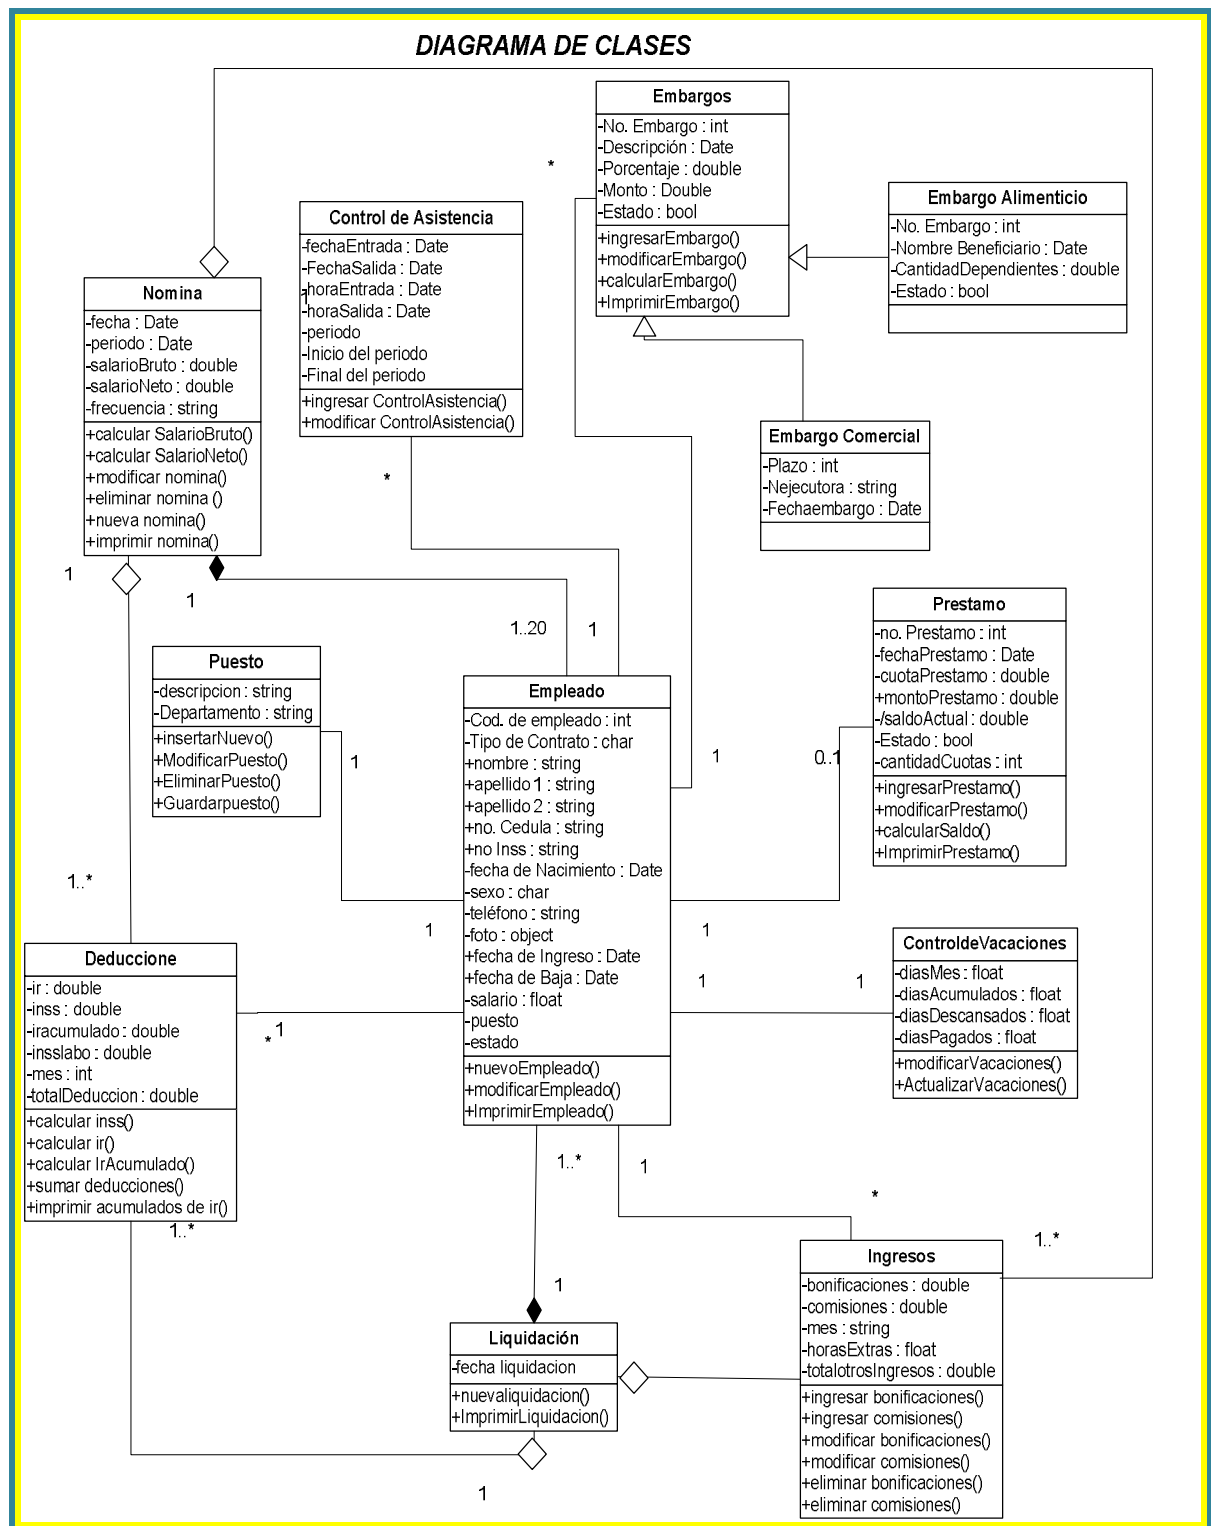 DIAGRAMA DE CLASES
Embargos
-No. Embargo : int
-Descripción : Date
-Porcentaje : double
-Monto : Double
-Estado : bool
+ingresarEmbargo()
+modificarEmbargo()
+calcularEmbargo()
+ImprimirEmbargo()
*
Embargo Alimenticio
-No. Embargo : int
-Nombre Beneficiario : Date
-CantidadDependientes : double
-Estado : bool
Control de Asistencia
-fechaEntrada : Date
-FechaSalida : Date
-horaEntrada : Date
1
-horaSalida : Date
-periodo
-Inicio del periodo
-Final del periodo
+ingresar ControlAsistencia()
+modificar ControlAsistencia()
*
Nomina
-fecha : Date
-periodo : Date
-salarioBruto : double
-salarioNeto : double
-frecuencia : string
+calcular SalarioBruto()
+calcular SalarioNeto()
+modificar nomina()
+eliminar nomina ()
+nueva nomina()
+imprimir nomina()
1
1
Embargo Comercial
-Plazo : int
-Nejecutora : string
-Fechaembargo : Date
1..20
1
Prestamo
-no. Prestamo : int
-fechaPrestamo : Date
-cuotaPrestamo : double
+montoPrestamo : double
-/saldoActual : double
-Estado : bool
-cantidadCuotas : int
+ingresarPrestamo()
+modificarPrestamo()
+calcularSaldo()
+ImprimirPrestamo()
Puesto
-descripcion : string
-Departamento : string
+insertarNuevo()
+ModificarPuesto()
+EliminarPuesto()
+Guardarpuesto()
1
Empleado
-Cod. de empleado : int
-Tipo de Contrato : char
+nombre : string
+apellido 1 : string
+apellido 2 : string
+no. Cedula : string
+no Inss : string
-fecha de Nacimiento : Date
-sexo : char
-teléfono : string
-foto : object
+fecha de Ingreso : Date
+fecha de Baja : Date
-salario : float
-puesto
-estado
+nuevoEmpleado()
+modificarEmpleado()
+ImprimirEmpleado()
1
0..1
1..*
1
1
1
1
ControldeVacaciones
-diasMes : float
-diasAcumulados : float
-diasDescansados : float
-diasPagados : float
+modificarVacaciones()
+ActualizarVacaciones()
Deduccione
-ir : double
-inss : double
-iracumulado : double
-insslabo : double
-mes : int
-totalDeduccion : double
+calcular inss()
+calcular ir()
+calcular IrAcumulado()
+sumar deducciones()
+imprimir acumulados de ir()
*
1
1..*
1..*
1
*
1..*
1
Liquidación
-fecha liquidacion
+nuevaliquidacion()
+ImprimirLiquidacion()
1
Ingresos
-bonificaciones : double
-comisiones : double
-mes : string
-horasExtras : float
-totalotrosIngresos : double
+ingresar bonificaciones()
+ingresar comisiones()
+modificar bonificaciones()
+modificar comisiones()
+eliminar bonificaciones()
+eliminar comisiones()